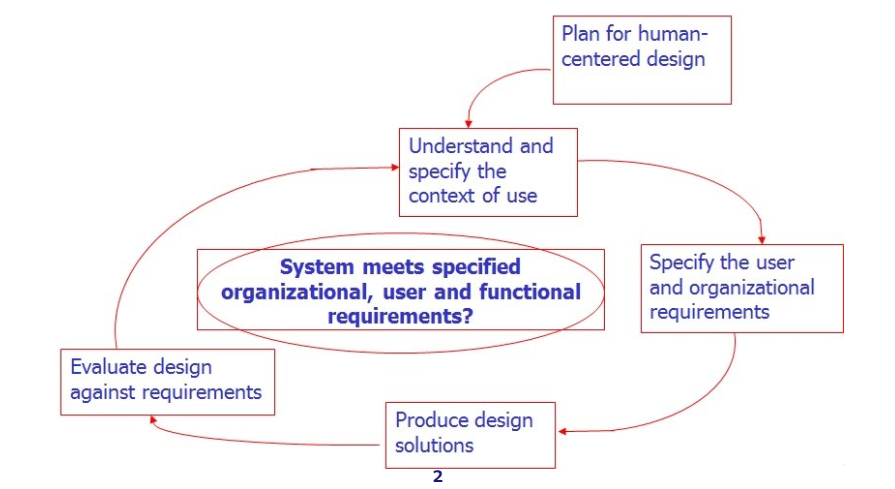 Plan for human-
centered design
Understand and
specify the
context of use
Specify the user
and organizational
requirements
System meets specified
organizational, user and functional
requirements?
Evaluate design
against requirements
Produce design
solutions
2